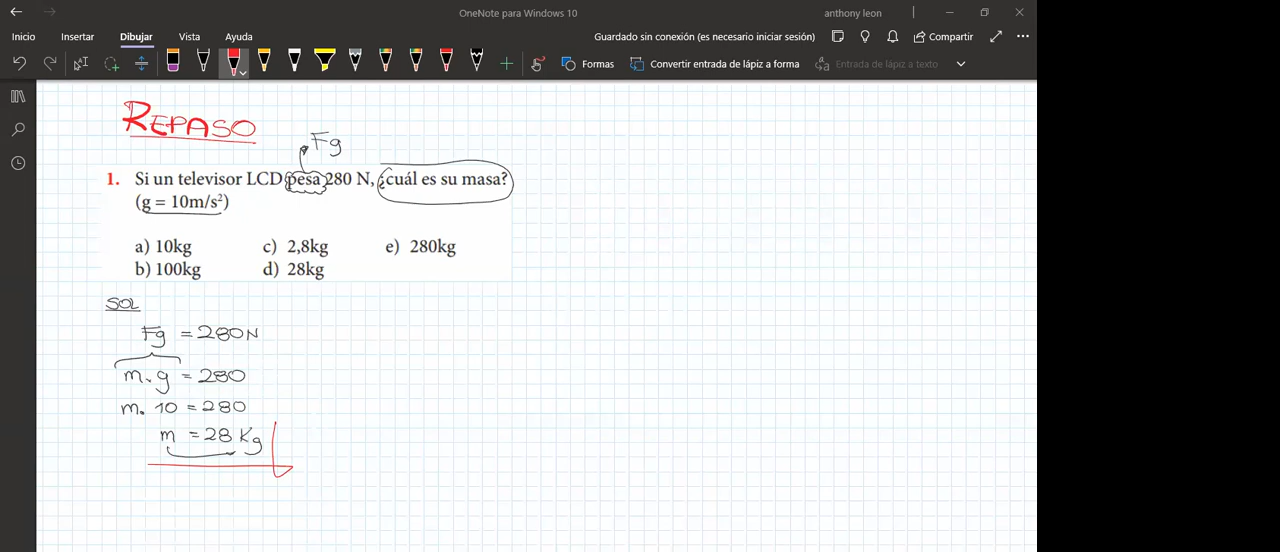 OneNote para Windows 10
anthony leon
Inicio Insertar Dibujar Vista Ayuda
Guardado sin conexión (es necesario iniciar sesión) Compartir
Formas Convertir entrada de lápiz a forma Entrada de lápiz a texto
REPASO
Fg
1. Si un televisor LCD pesa 280 N, ¿cuál es su masa?
(g = 10m/s²)
a) 10kg c) 2,8kg e) 280kg
b) 100kg d) 28kg
SOL
Fg = 280N
m.g = 280
m. 10 = 280
m = 28 Kg